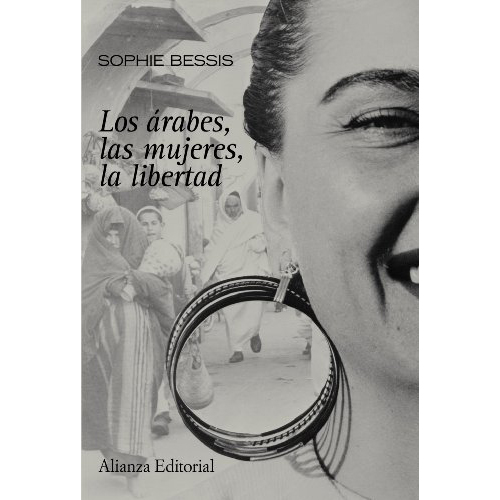 SOPHIE BESSIS
Los árabes,
las mujeres,
la libertad
Alianza Editorial